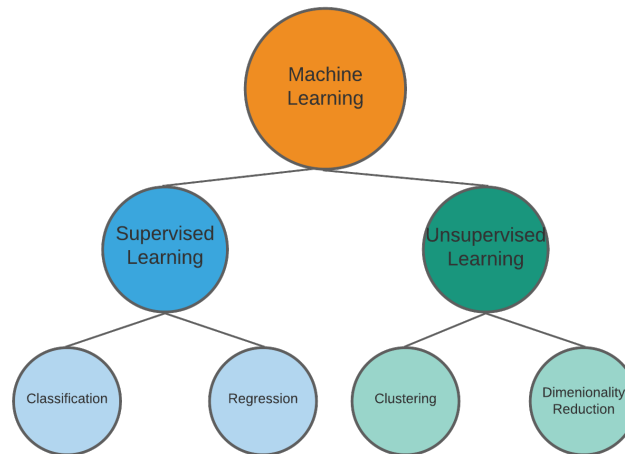 Machine
Learning
Supervised
Learning
Unsupervised
Learning
Classification
Regression
Clustering
Dimenionality
Reduction